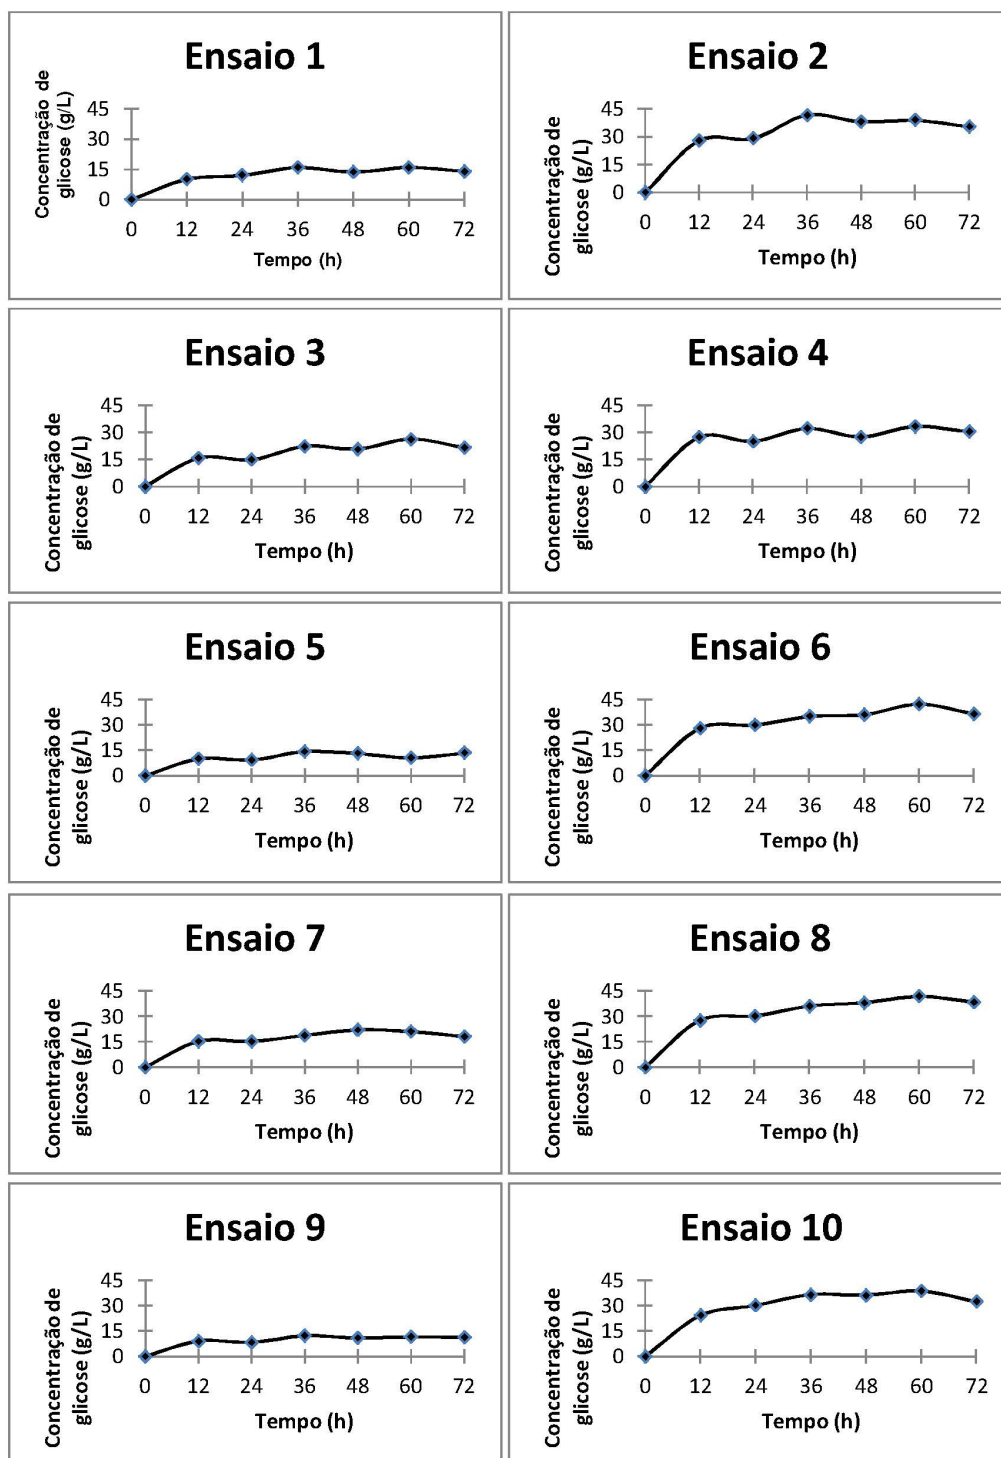 Ensaio 1
Concentração de
glicose (g/L)
45
30
15
0
0 12 24 36 48 60 72
Tempo (h)
Ensaio 2
Concentração de
glicose (g/L)
45
30
15
0
0 12 24 36 48 60 72
Tempo (h)
Ensaio 3
Concentração de
glicose (g/L)
45
30
15
0
0 12 24 36 48 60 72
Tempo (h)
Ensaio 4
Concentração de
glicose (g/L)
45
30
15
0
0 12 24 36 48 60 72
Tempo (h)
Ensaio 5
Concentração de
glicose (g/L)
45
30
15
0
0 12 24 36 48 60 72
Tempo (h)
Ensaio 6
Concentração de
glicose (g/L)
45
30
15
0
0 12 24 36 48 60 72
Tempo (h)
Ensaio 7
Concentração de
glicose (g/L)
45
30
15
0
0 12 24 36 48 60 72
Tempo (h)
Ensaio 8
Concentração de
glicose (g/L)
45
30
15
0
0 12 24 36 48 60 72
Tempo (h)
Ensaio 9
Concentração de
glicose (g/L)
45
30
15
0
0 12 24 36 48 60 72
Tempo (h)
Ensaio 10
Concentração de
glicose (g/L)
45
30
15
0
0 12 24 36 48 60 72
Tempo (h)